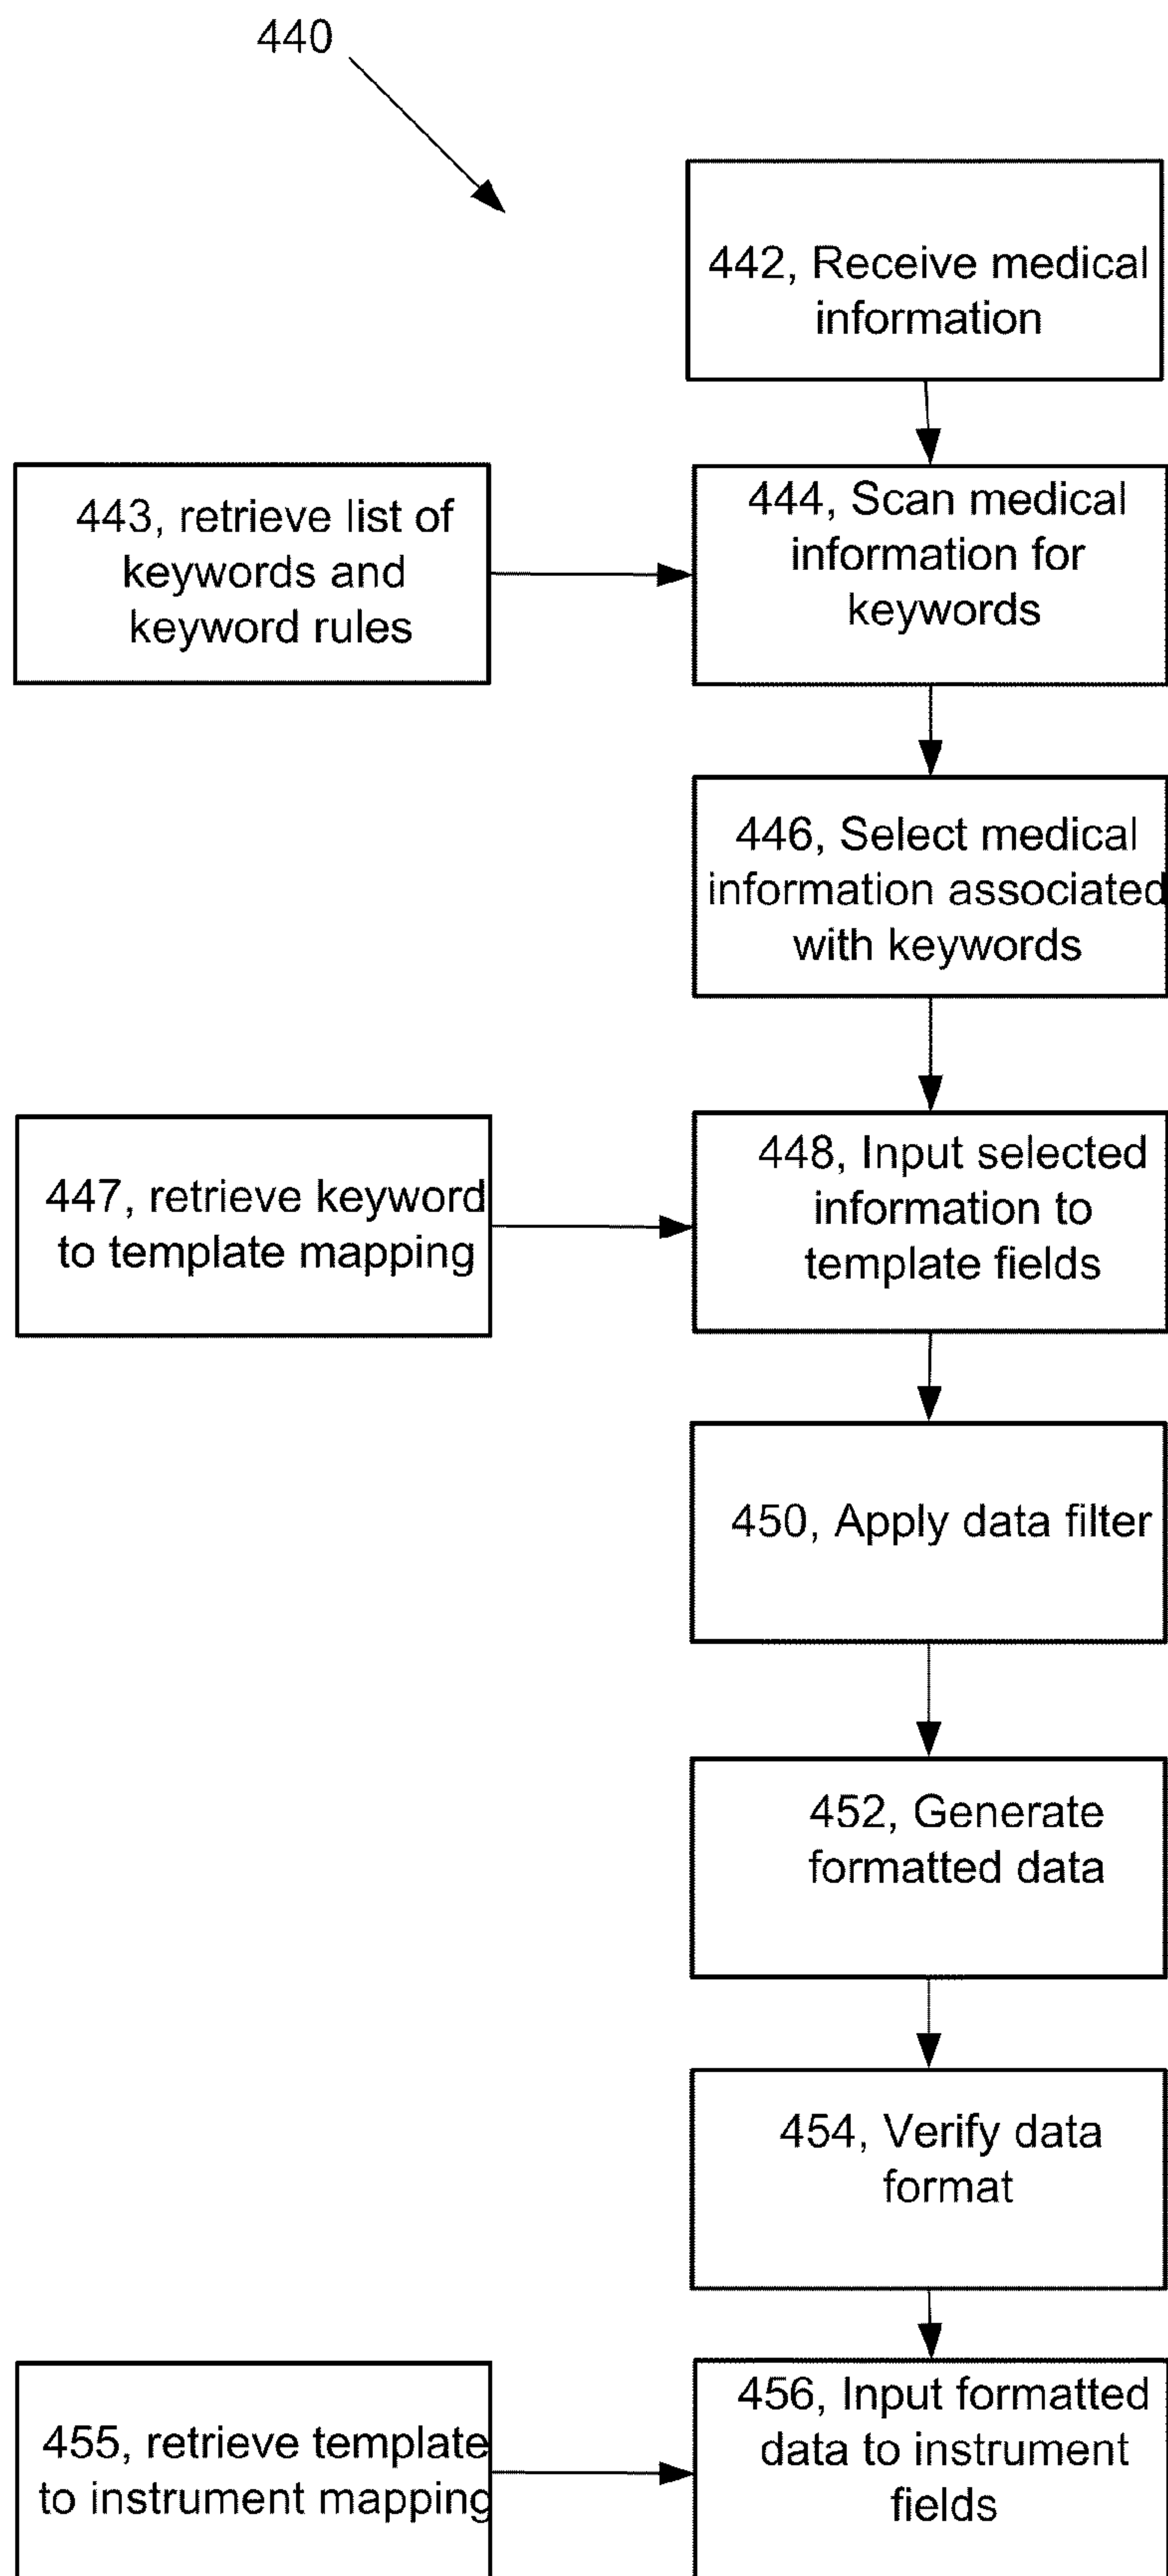 440
442, Receive medical
information
443, retrieve list of
keywords and
keyword rules
444, Scan medical
information for
keywords
446, Select medical
information associated
with keywords
447, retrieve keyword
to template mapping
448, Input selected
information to
template fields
450, Apply data filter
452, Generate
formatted data
454, Verify data
format
455, retrieve template
to instrument mapping
456, Input formatted
data to instrument
fields